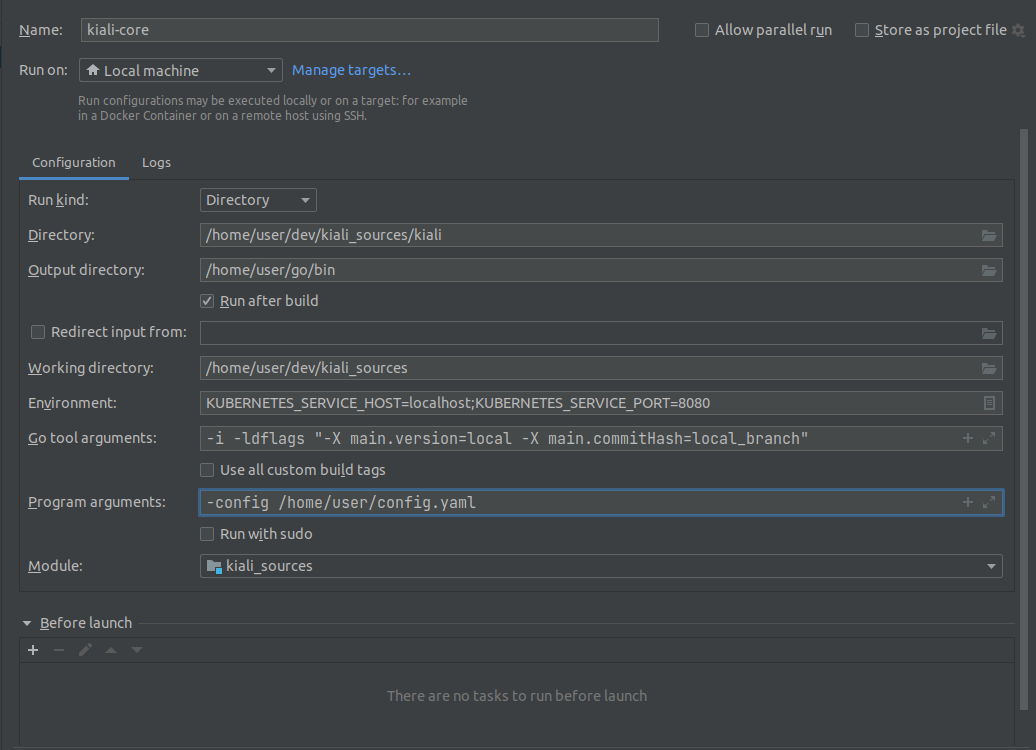 Name: kiali-core Allow parallel run Store as project file
Run on: Local machine Manage targets...
Run configurations may be executed locally or on a target: for example
in a Docker Container or on a remote host using SSH.
Configuration Logs
Run kind: Directory
Directory: /home/user/dev/kiali_sources/kiali
Output directory: /home/user/go/bin
Run after build
Redirect input from:
Working directory: /home/user/dev/kiali_sources
Environment: KUBERNETES_SERVICE_HOST=localhost;KUBERNETES_SERVICE_PORT=8080
Go tool arguments: -i -ldflags "-X main.version=local -X main.commitHash=local_branch"
Use all custom build tags
Program arguments: -config /home/user/config.yaml
Run with sudo
Module: kiali_sources
Before launch
There are no tasks to run before launch